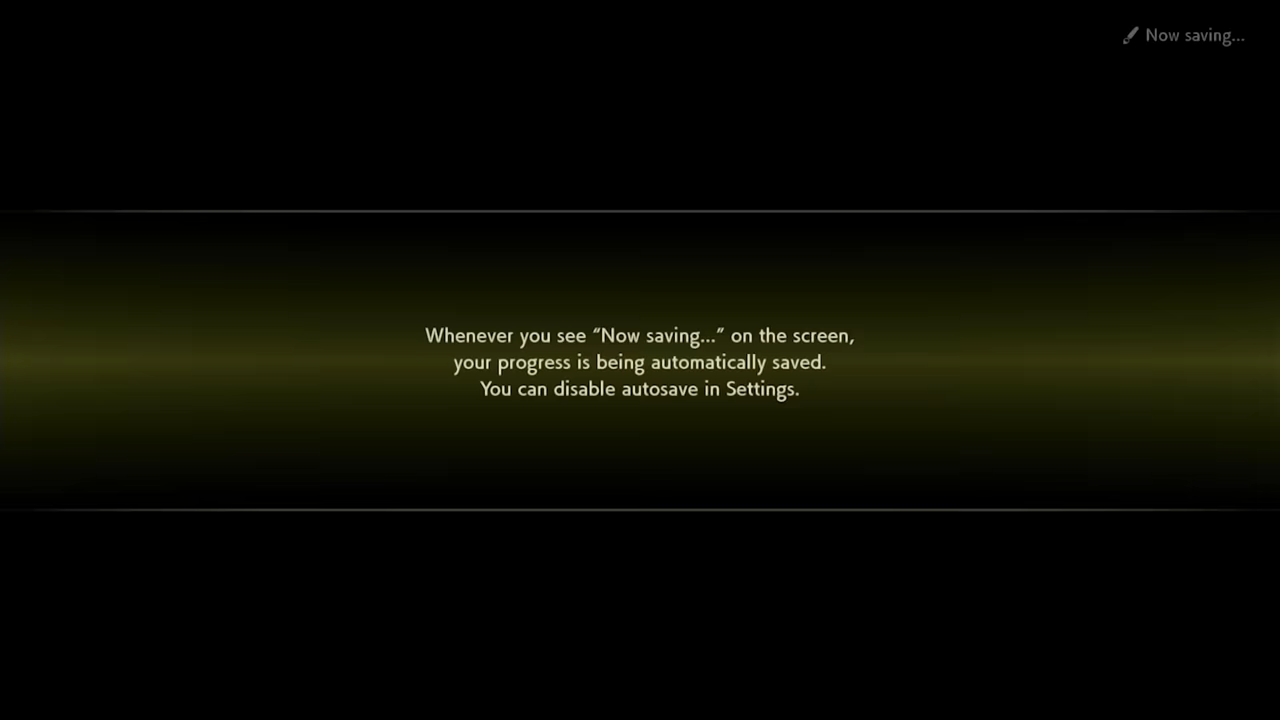 Now saving...
Whenever you see “Now saving...” on the screen,
your progress is being automatically saved.
You can disable autosave in Settings.